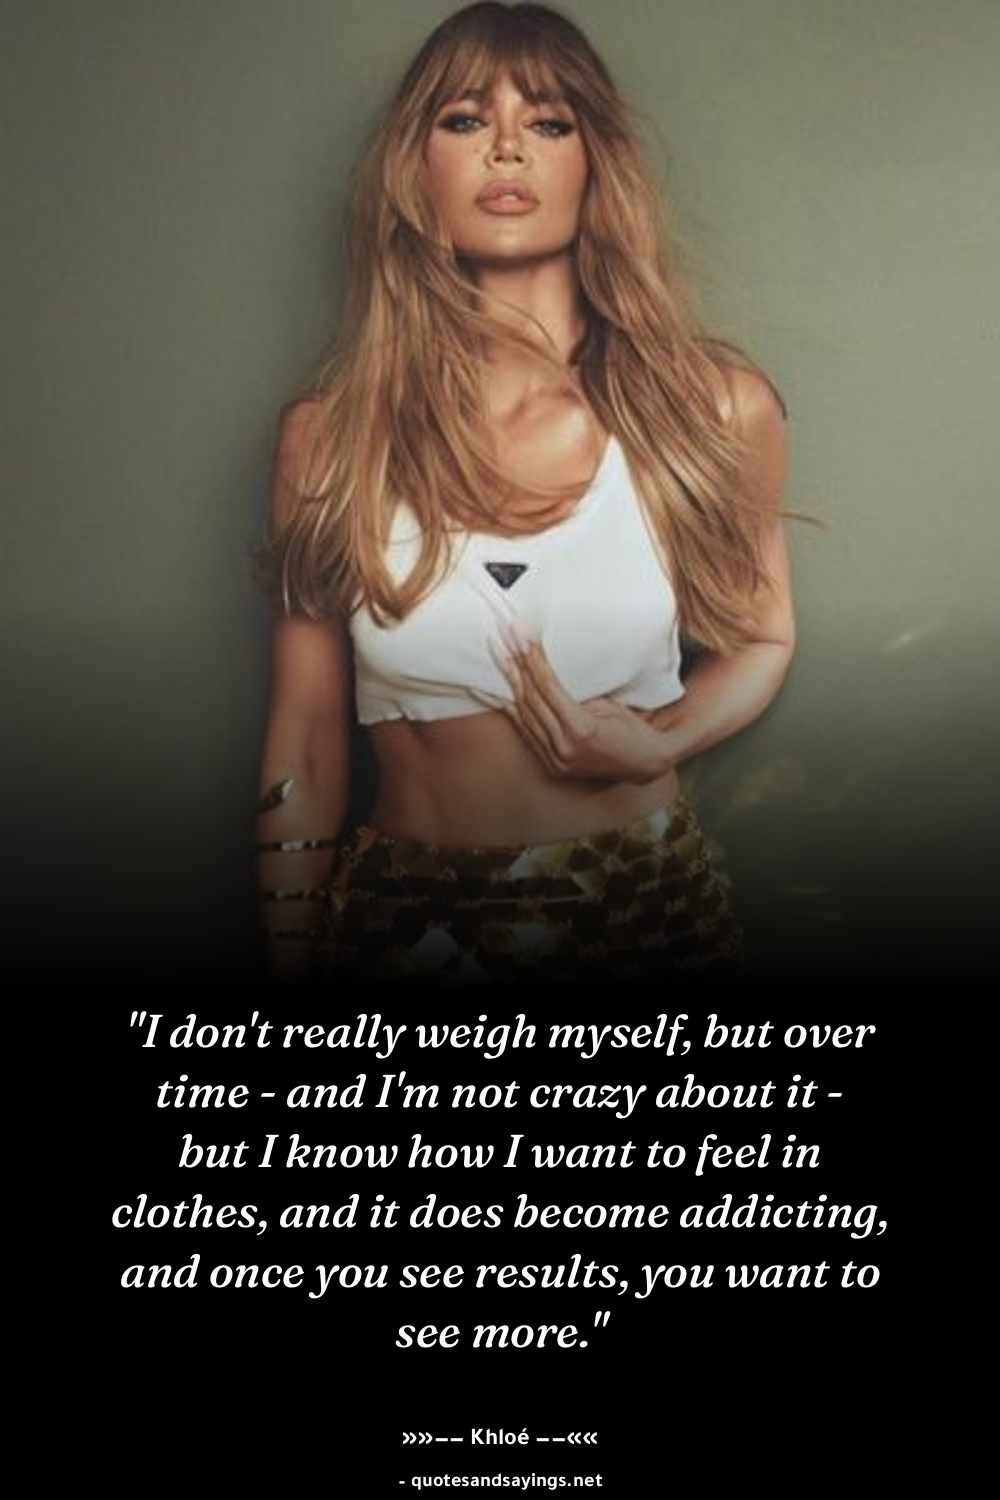 "I don't really weigh myself, but over
time - and I'm not crazy about it -
but I know how I want to feel in
clothes, and it does become addicting,
and once you see results, you want to
see more."
»»−− Khloé −−««
- quotesandsayings.net